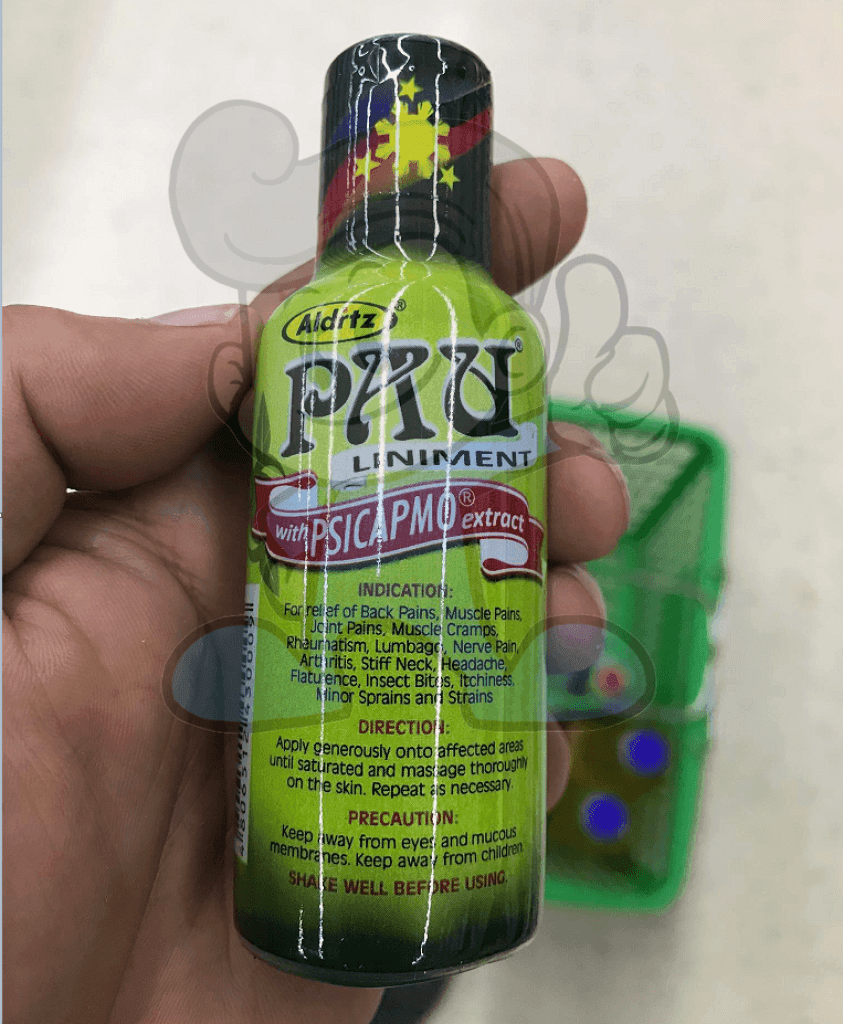 Aldrtz®
PAU®
LINIMENT
with PSICAPMO® extract
INDICATION:
For relief of Back Pains, Muscle Pains,
Joint Pains, Muscle Cramps,
Rheumatism, Lumbago, Nerve Pain,
Arthritis, Stiff Neck, Headache,
Flatulence, Insect Bites, Itchiness.
Minor Sprains and Strains
DIRECTION:
Apply generously onto affected areas
until saturated and massage thoroughly
on the skin. Repeat as necessary.
PRECAUTION:
Keep away from eyes and mucous
membranes. Keep away from children
SHAKE WELL BEFORE USING.